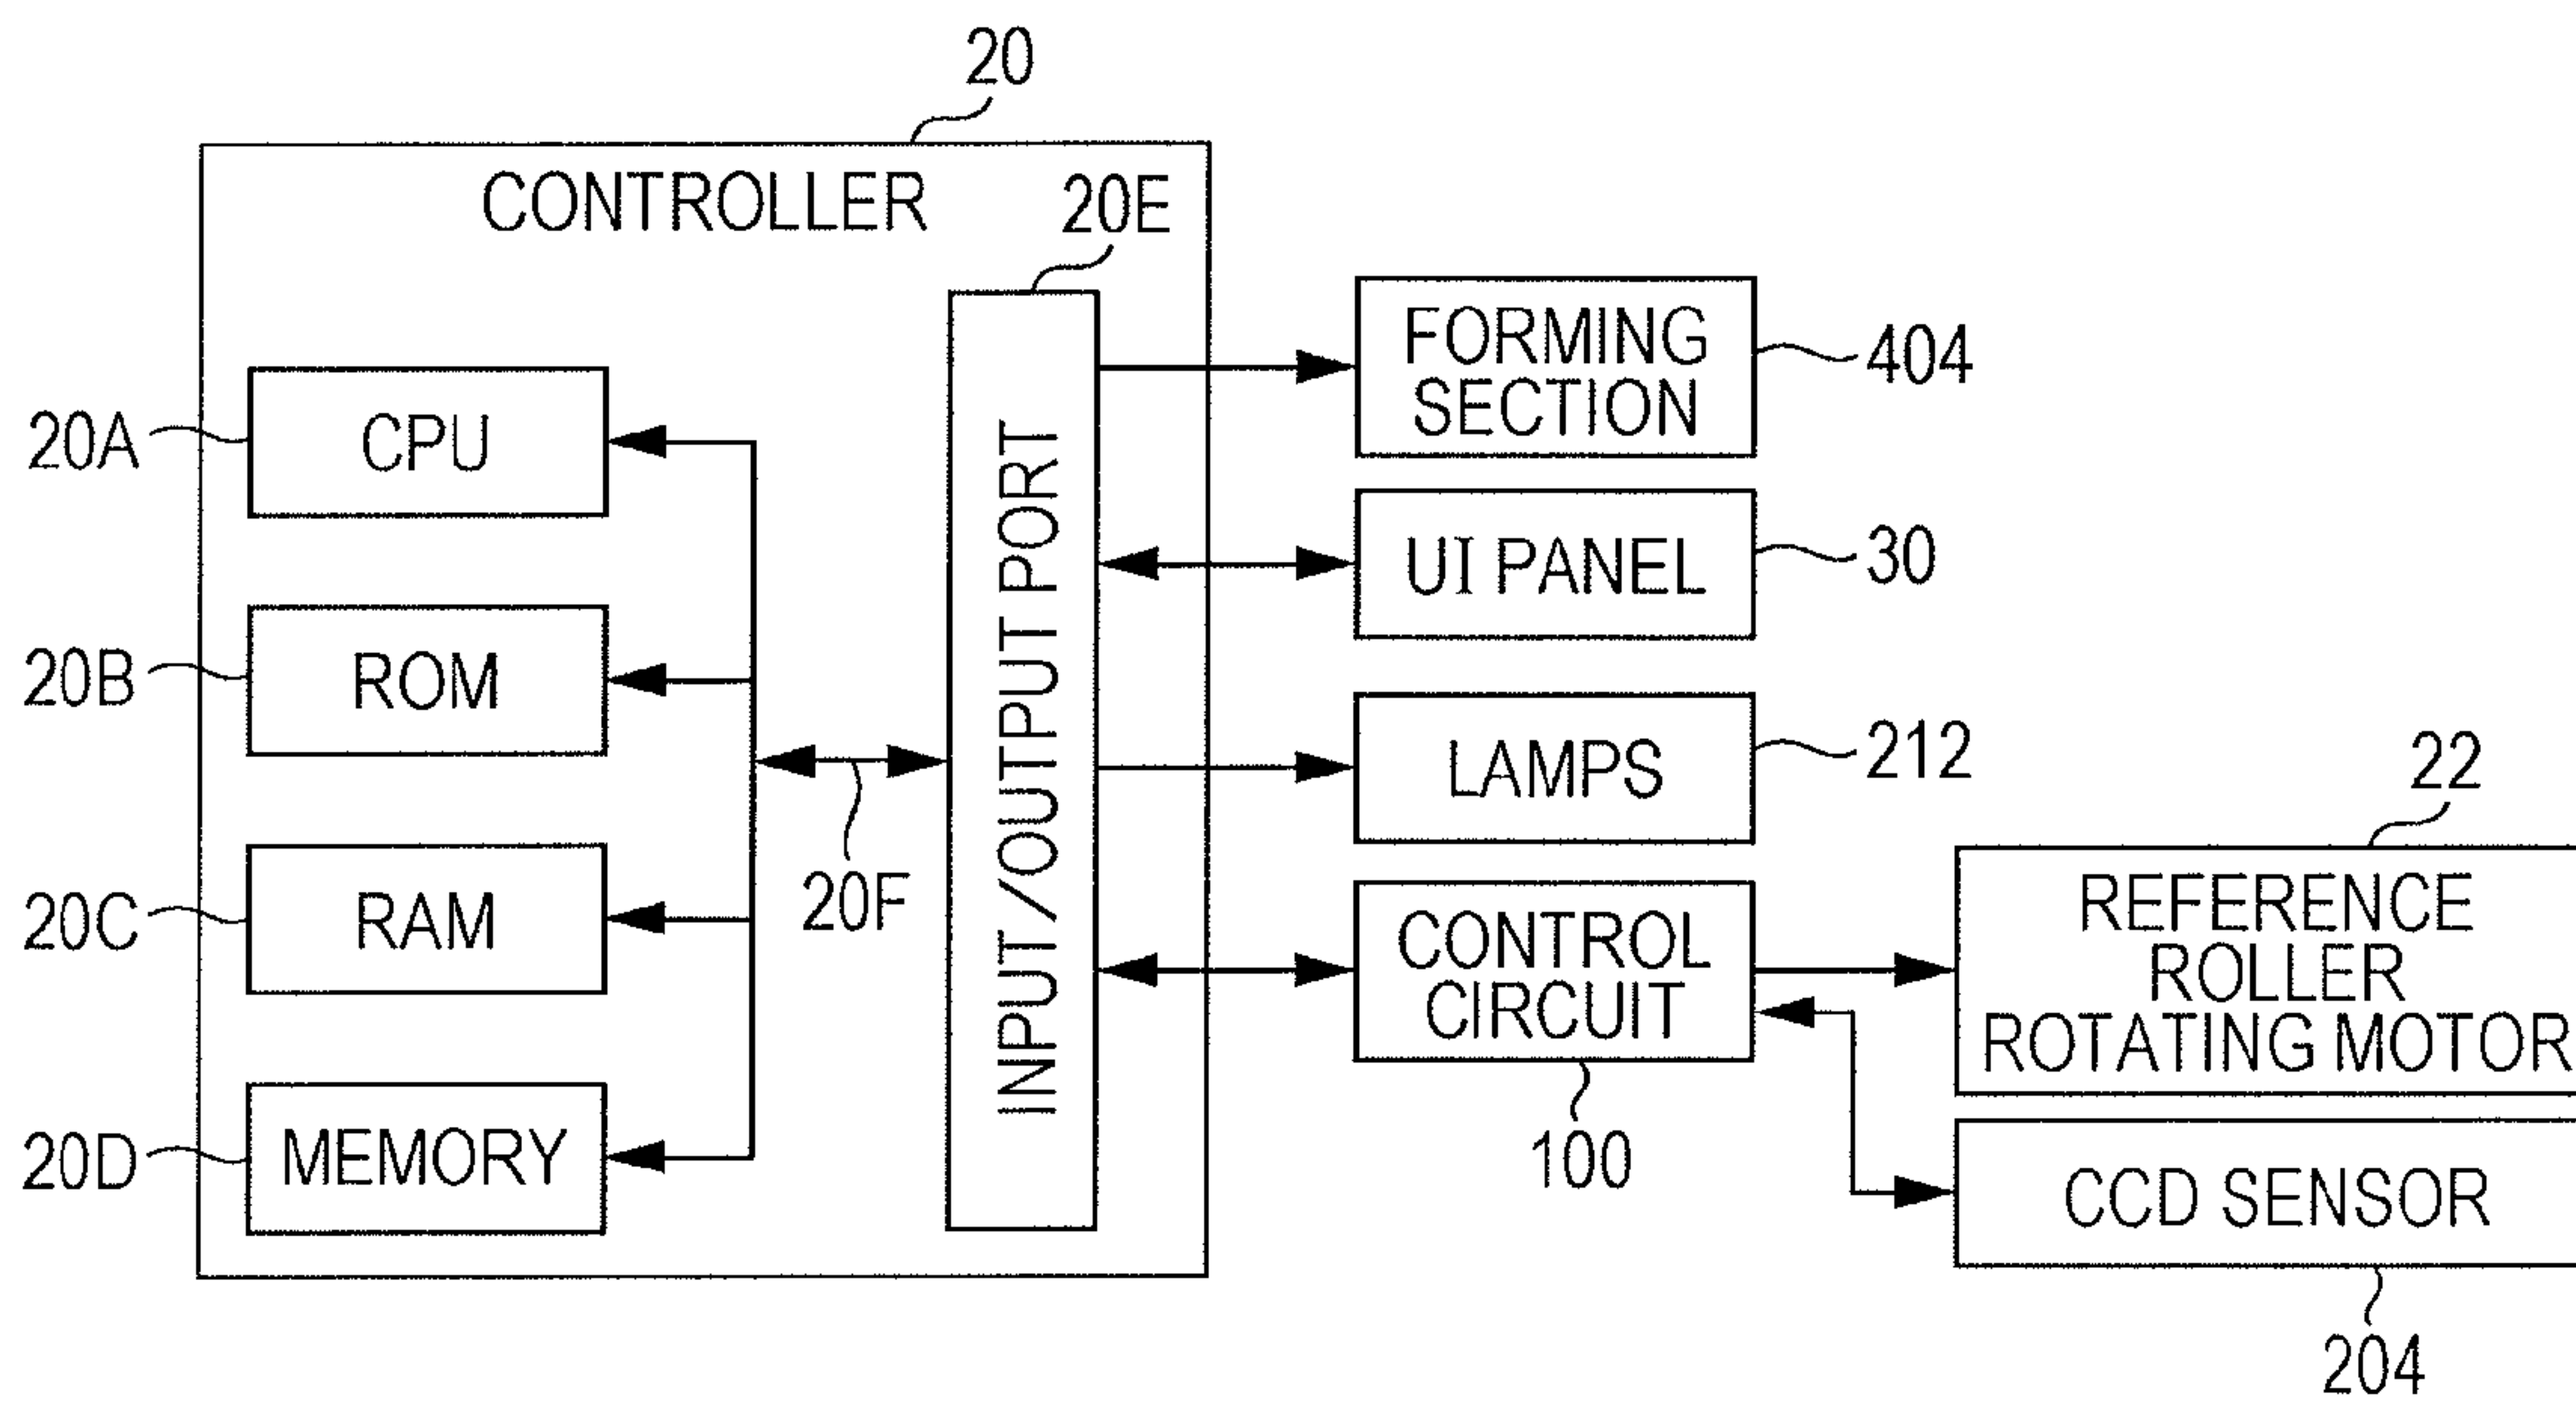 20
CONTROLLER
20E
20A
CPU
20B
ROM
20C
RAM
20D
MEMORY
20F
INPUT/OUTPUT PORT
FORMING
SECTION
404
UI PANEL
30
LAMPS
212
CONTROL
CIRCUIT
100
22
REFERENCE
ROLLER
ROTATING MOTOR
CCD SENSOR
204